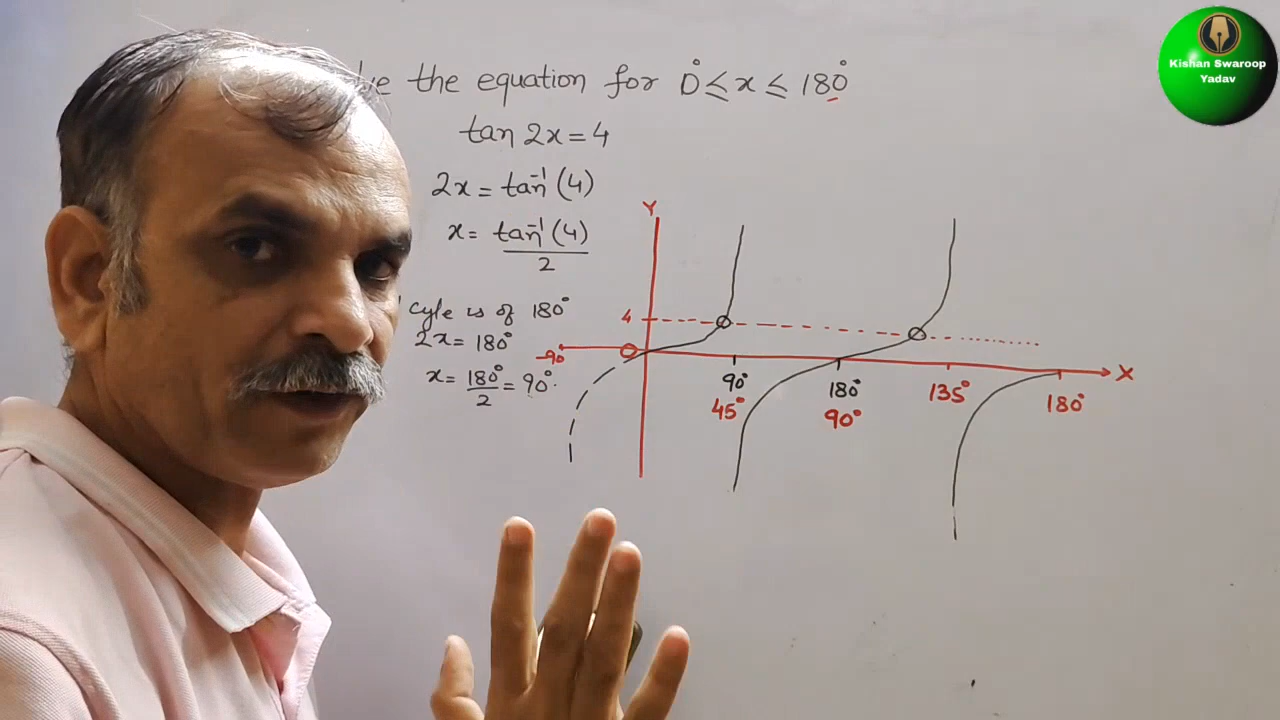 the equation for 0° ≤ x ≤ 180°
tan 2x = 4
2x = tan⁻¹ (4)
x = tan⁻¹ (4)
2
cyle is of 180°
2x = 180°
x = 180° = 90°.
2
Y
4
-90
0
90°
45°
180°
90°
135°
180°
X
Kishan Swaroop
Yadav